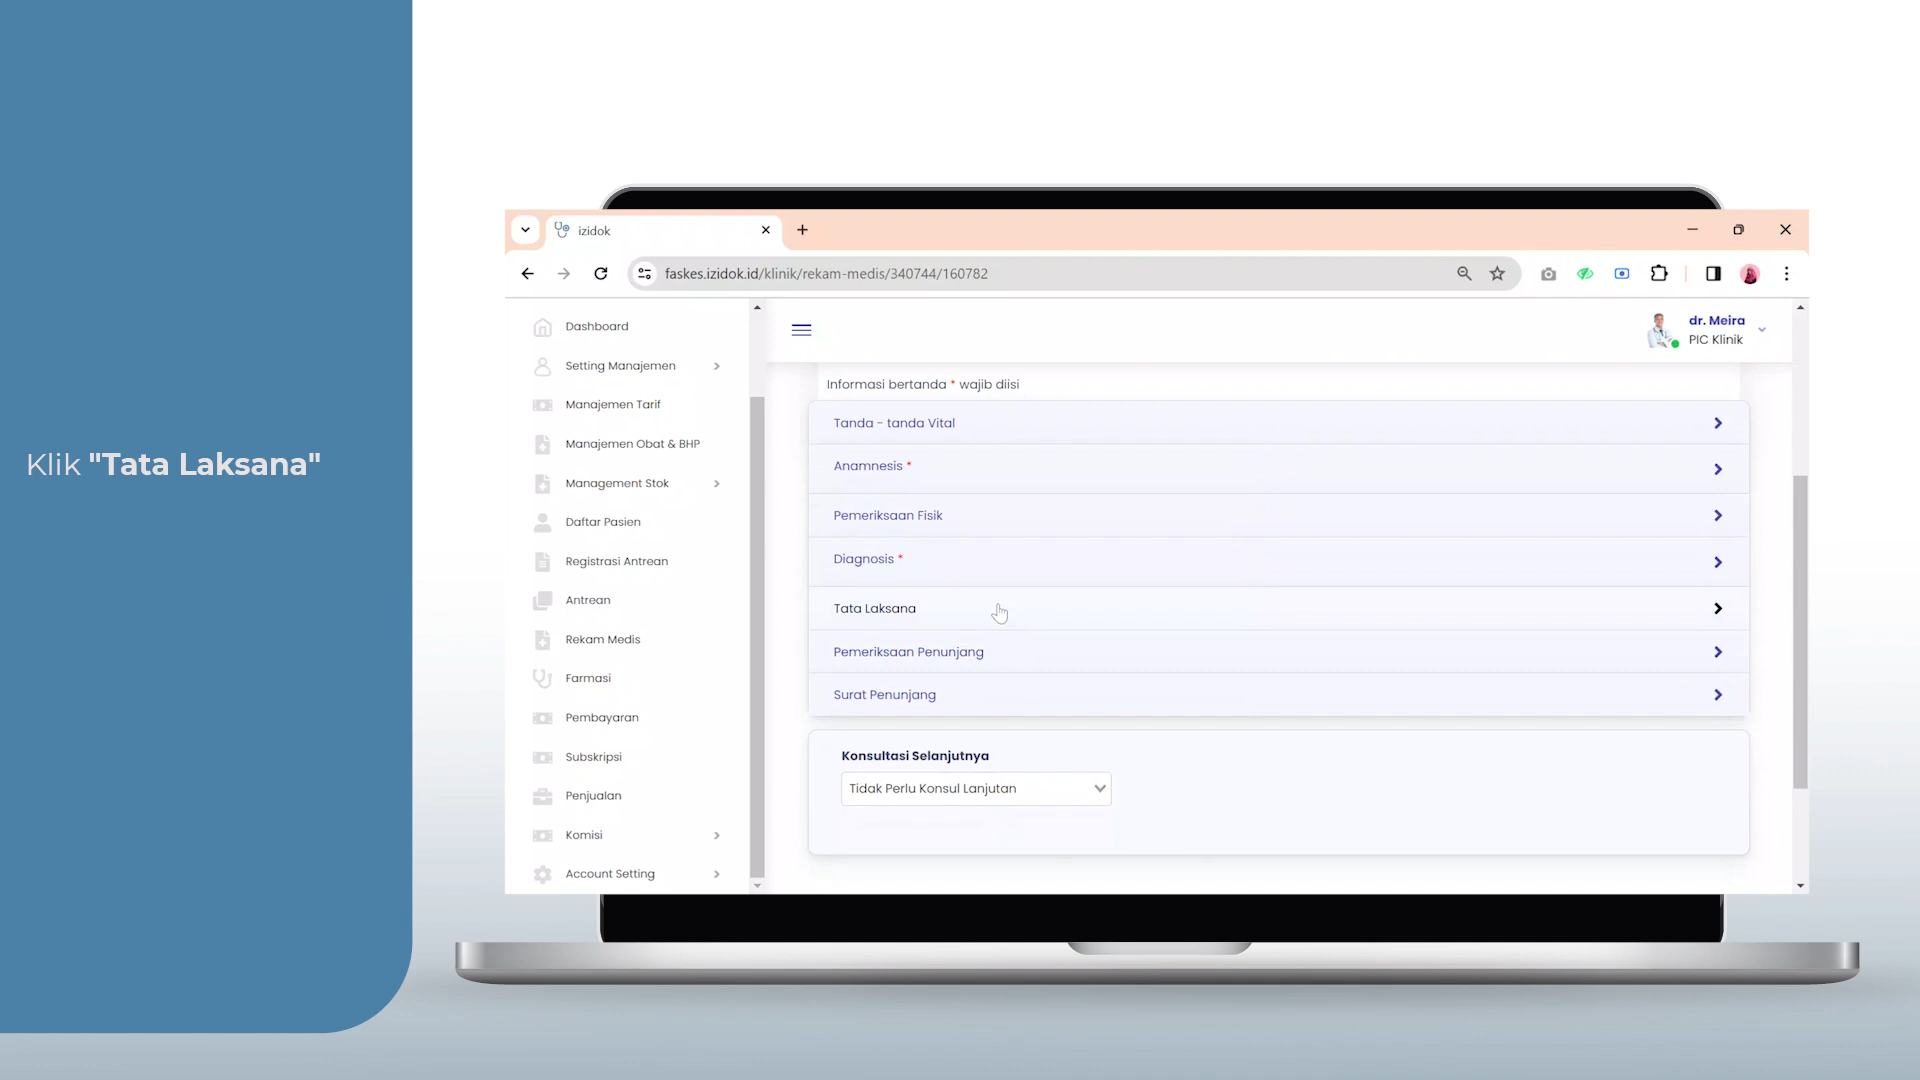 Klik "Tata Laksana"
izidok
faskes.izidok.id/klinik/rekam-medis/340744/160782
Dashboard
Setting Manajemen
Manajemen Tarif
Manajemen Obat & BHP
Management Stok
Daftar Pasien
Registrasi Antrean
Antrean
Rekam Medis
Farmasi
Pembayaran
Subskripsi
Penjualan
Komisi
Account Setting
dr. Meira
PIC Klinik
Informasi bertanda * wajib diisi
Tanda - tanda Vital
Anamnesis *
Pemeriksaan Fisik
Diagnosis *
Tata Laksana
Pemeriksaan Penunjang
Surat Penunjang
Konsultasi Selanjutnya
Tidak Perlu Konsul Lanjutan